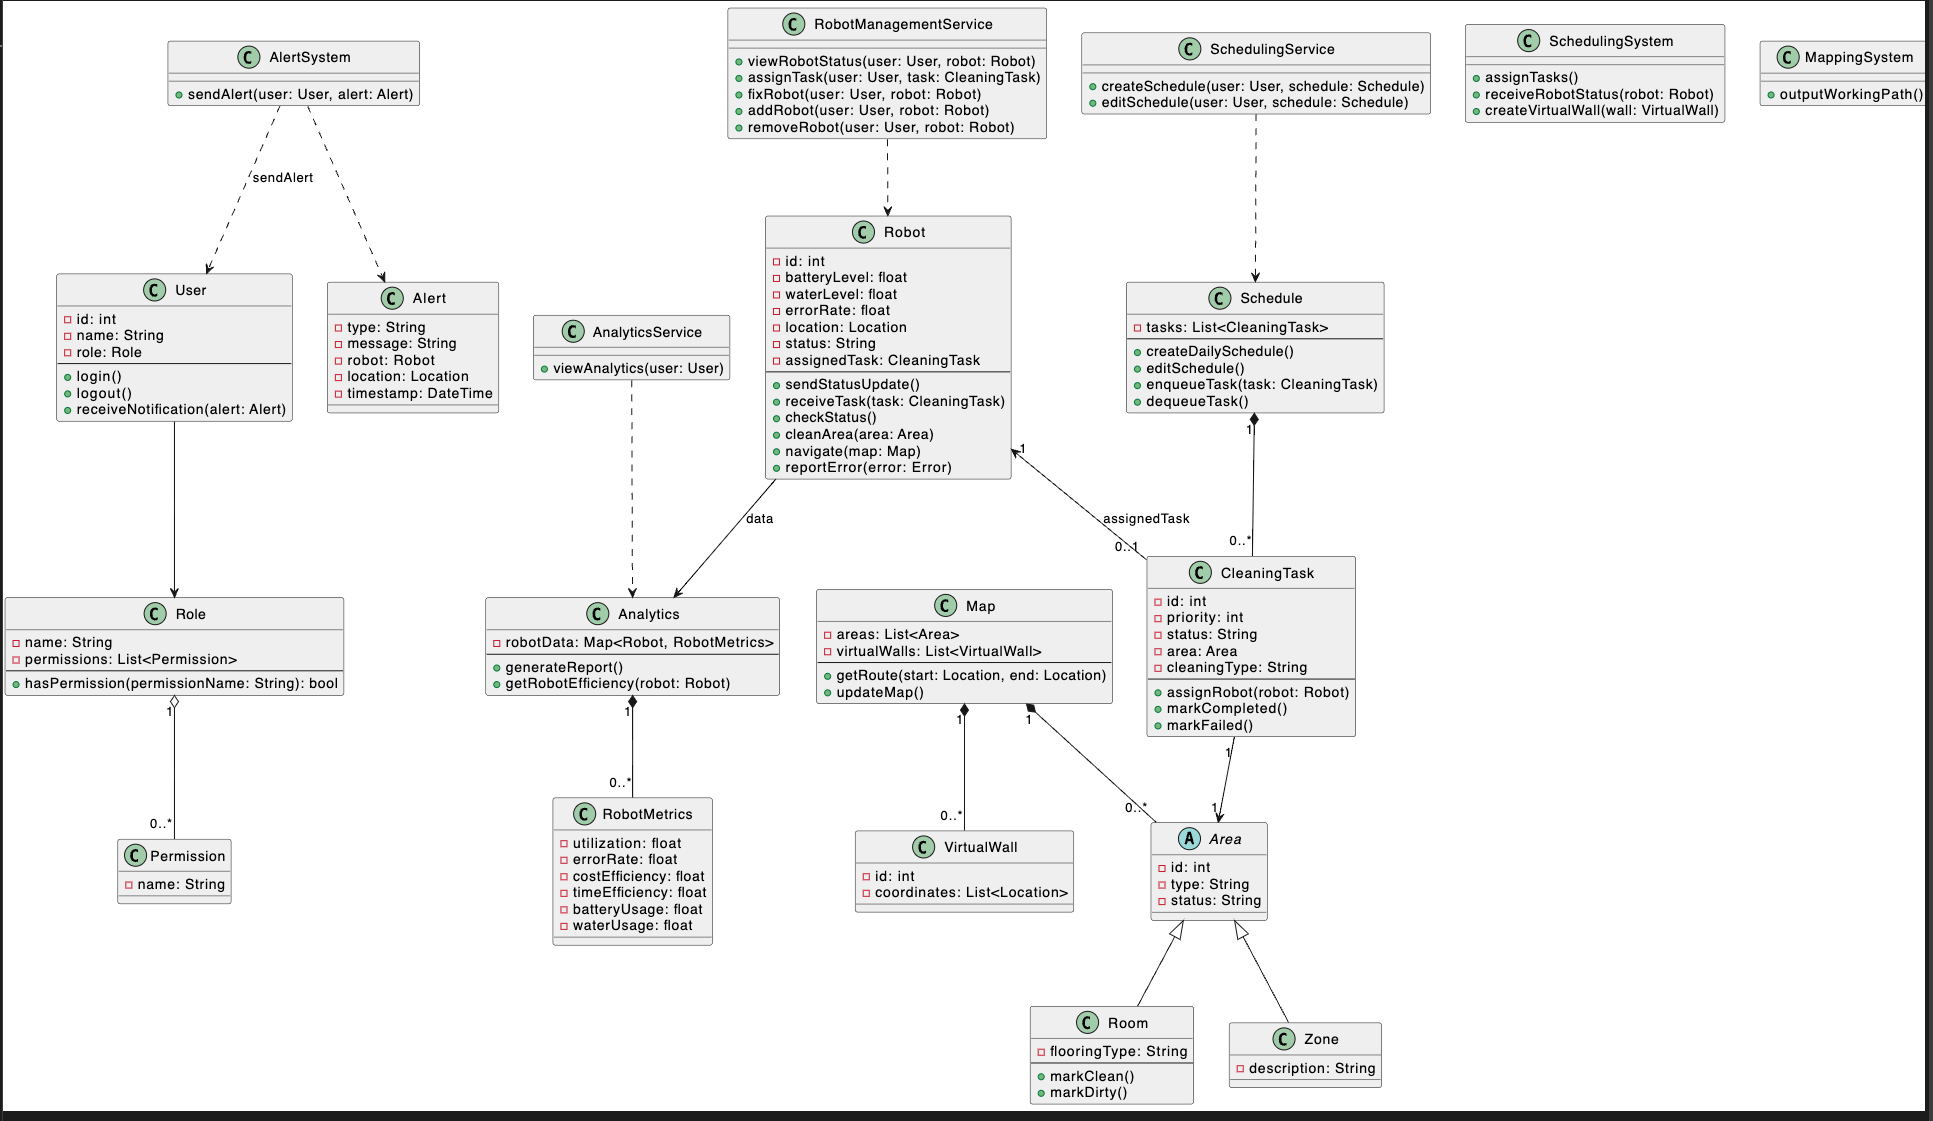 C AlertSystem
sendAlert(user: User, alert: Alert)
C RobotManagementService
viewRobotStatus(user: User, robot: Robot)
assignTask(user: User, task: CleaningTask)
fixRobot(user: User, robot: Robot)
addRobot(user: User, robot: Robot)
removeRobot(user: User, robot: Robot)
C SchedulingService
createSchedule(user: User, schedule: Schedule)
editSchedule(user: User, schedule: Schedule)
C SchedulingSystem
assignTasks()
receiveRobotStatus(robot: Robot)
createVirtualWall(wall: VirtualWall)
C MappingSystem
outputWorkingPath()
sendAlert
C User
id: int
name: String
role: Role
login()
logout()
receiveNotification(alert: Alert)
C Alert
type: String
message: String
robot: Robot
location: Location
timestamp: DateTime
C AnalyticsService
viewAnalytics(user: User)
C Robot
id: int
batteryLevel: float
waterLevel: float
errorRate: float
location: Location
status: String
assignedTask: CleaningTask
sendStatusUpdate()
receiveTask(task: CleaningTask)
checkStatus()
cleanArea(area: Area)
navigate(map: Map)
reportError(error: Error)
C Schedule
tasks: List<CleaningTask>
createDailySchedule()
editSchedule()
enqueueTask(task: CleaningTask)
dequeueTask()
1
1
data
assignedTask
0..1
0..*
C Role
name: String
permissions: List<Permission>
hasPermission(permissionName: String): bool
C Analytics
robotData: Map<Robot, RobotMetrics>
generateReport()
getRobotEfficiency(robot: Robot)
C Map
areas: List<Area>
virtualWalls: List<VirtualWall>
getRoute(start: Location, end: Location)
updateMap()
C CleaningTask
id: int
priority: int
status: String
area: Area
cleaningType: String
assignRobot(robot: Robot)
markCompleted()
markFailed()
1
1
1
1
1
0..*
0..*
0..*
0..*
1
C Permission
name: String
C RobotMetrics
utilization: float
errorRate: float
costEfficiency: float
timeEfficiency: float
batteryUsage: float
waterUsage: float
C VirtualWall
id: int
coordinates: List<Location>
A Area
id: int
type: String
status: String
C Room
flooringType: String
markClean()
markDirty()
C Zone
description: String